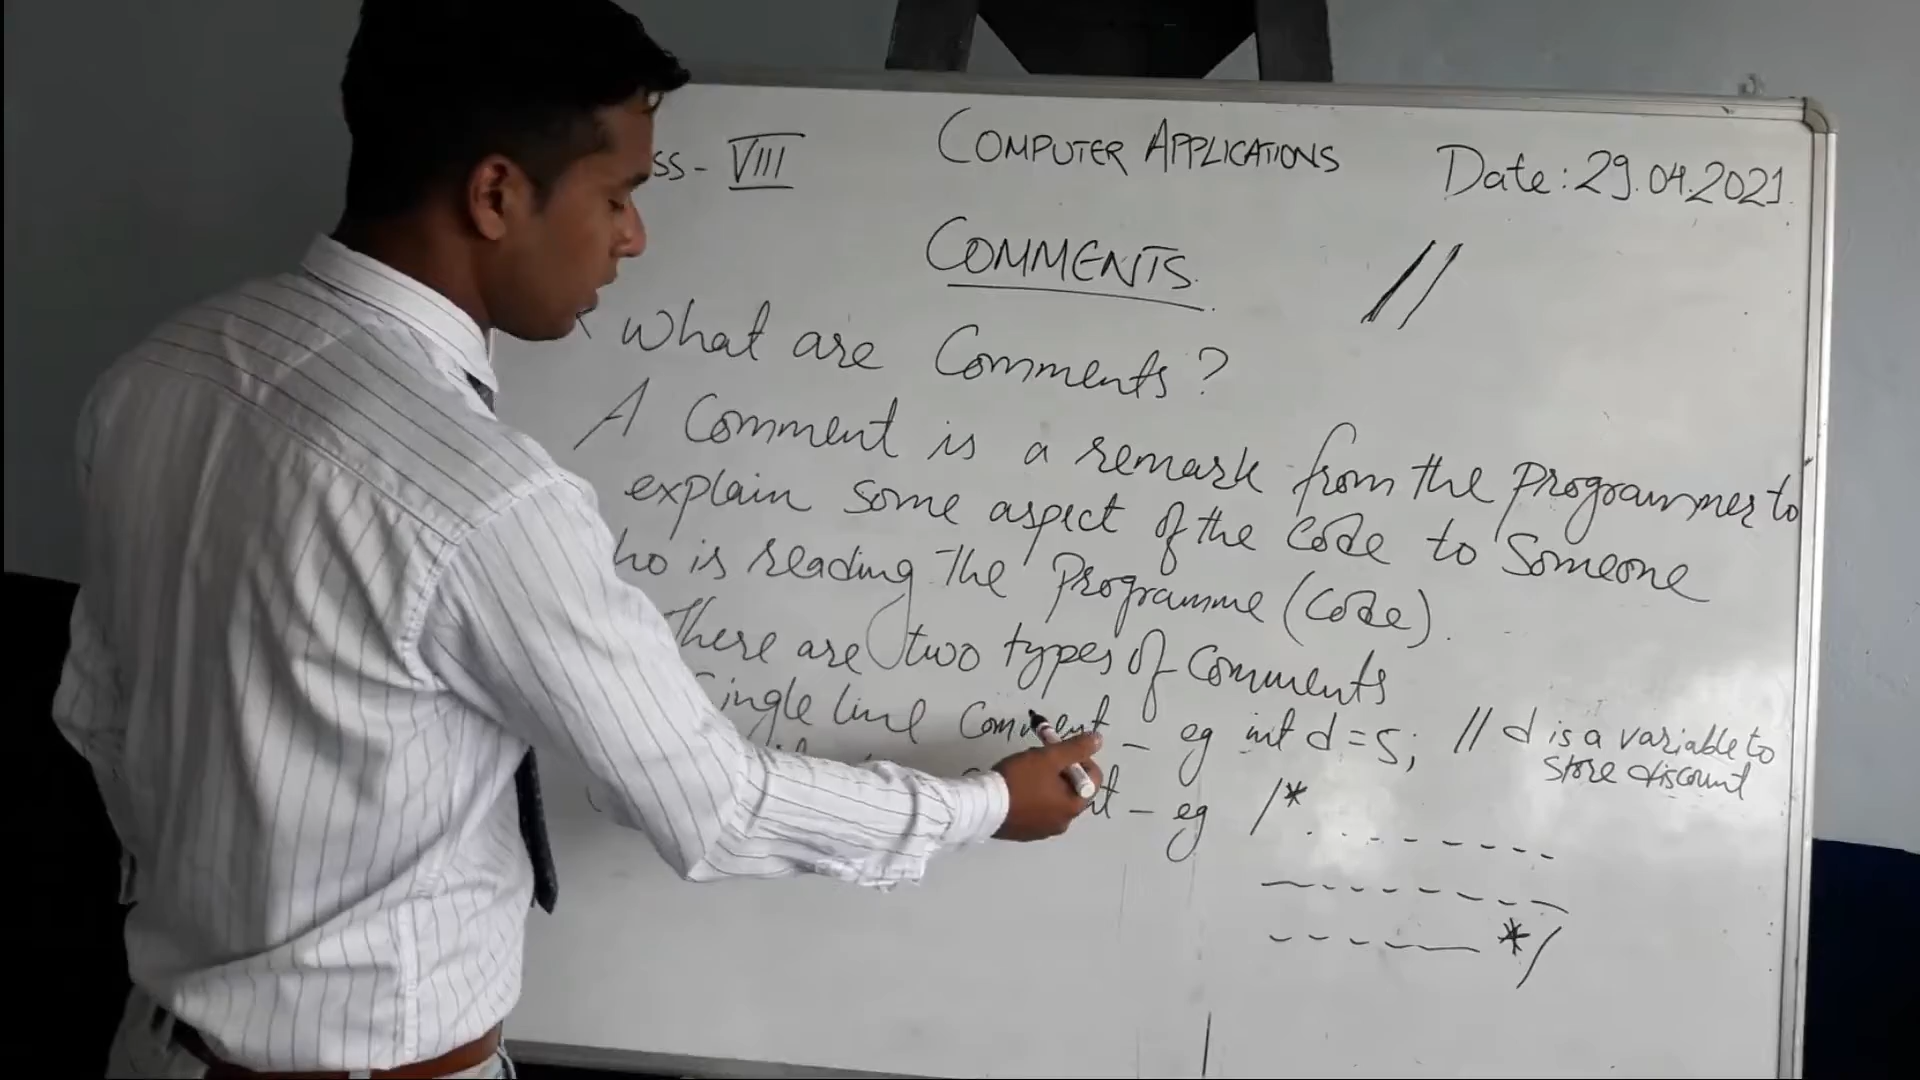 ss - VIII
COMPUTER APPLICATIONS
Date: 29.04.2021.
COMMENTS.
//
What are Comments?
A Comment is a remark from the Programmer to
explain some aspect of the Code to Someone
ho is reading The Programme (Code).
There are two types of Comments
ingle line Comment - eg int d = 5; // d is a variable to
store discount
nt - eg /* . - - - - - - -
- - - - - - - -
- - - - - */